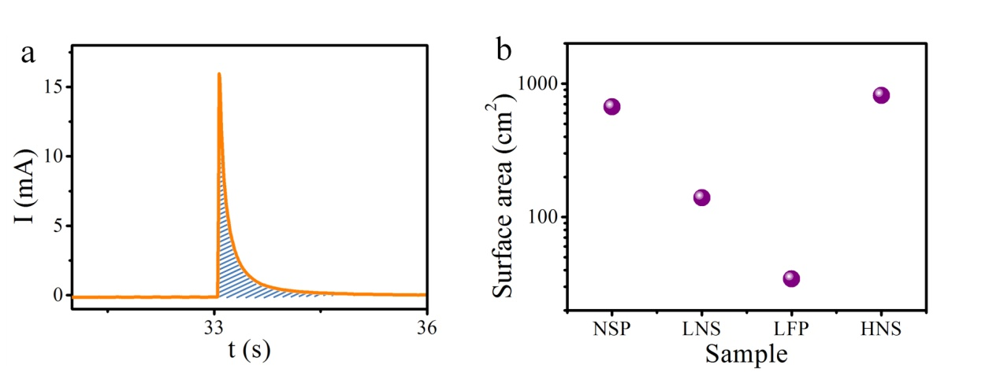 a
I (mA)
15
10
5
0
33
36
t (s)
b
Surface area (cm²)
1000
100
NSP
LNS
LFP
HNS
Sample